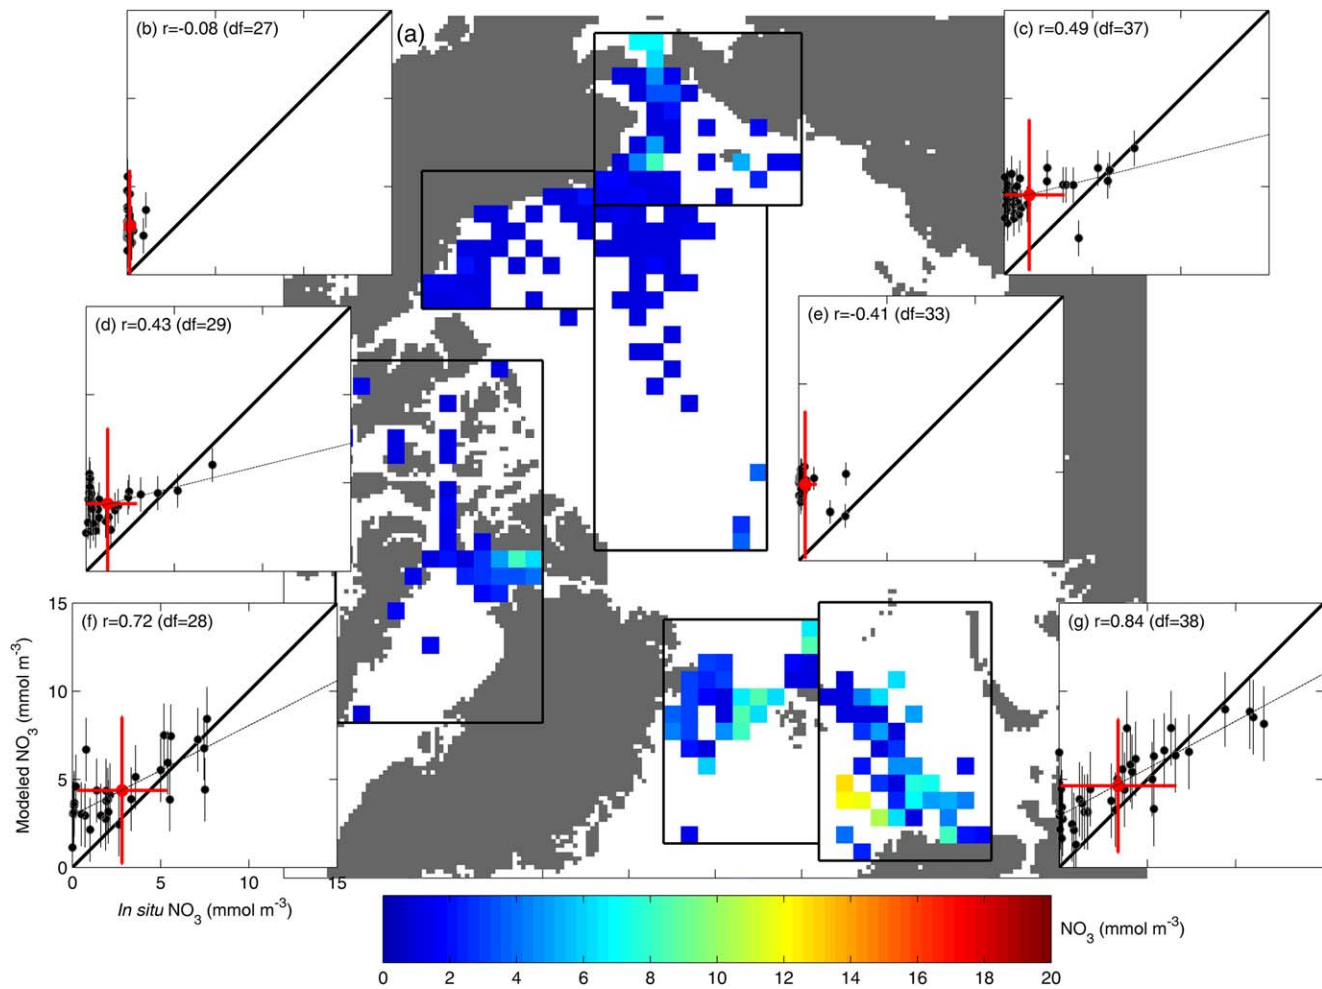 (b) r=-0.08 (df=27)
(a)
(c) r=0.49 (df=37)
(d) r=0.43 (df=29)
(e) r=-0.41 (df=33)
(f) r=0.72 (df=28)
(g) r=0.84 (df=38)
15
10
5
0
Modeled NO₃ (mmol m⁻³)
0 5 10 15
In situ NO₃ (mmol m⁻³)
NO₃ (mmol m⁻³)
0 2 4 6 8 10 12 14 16 18 20